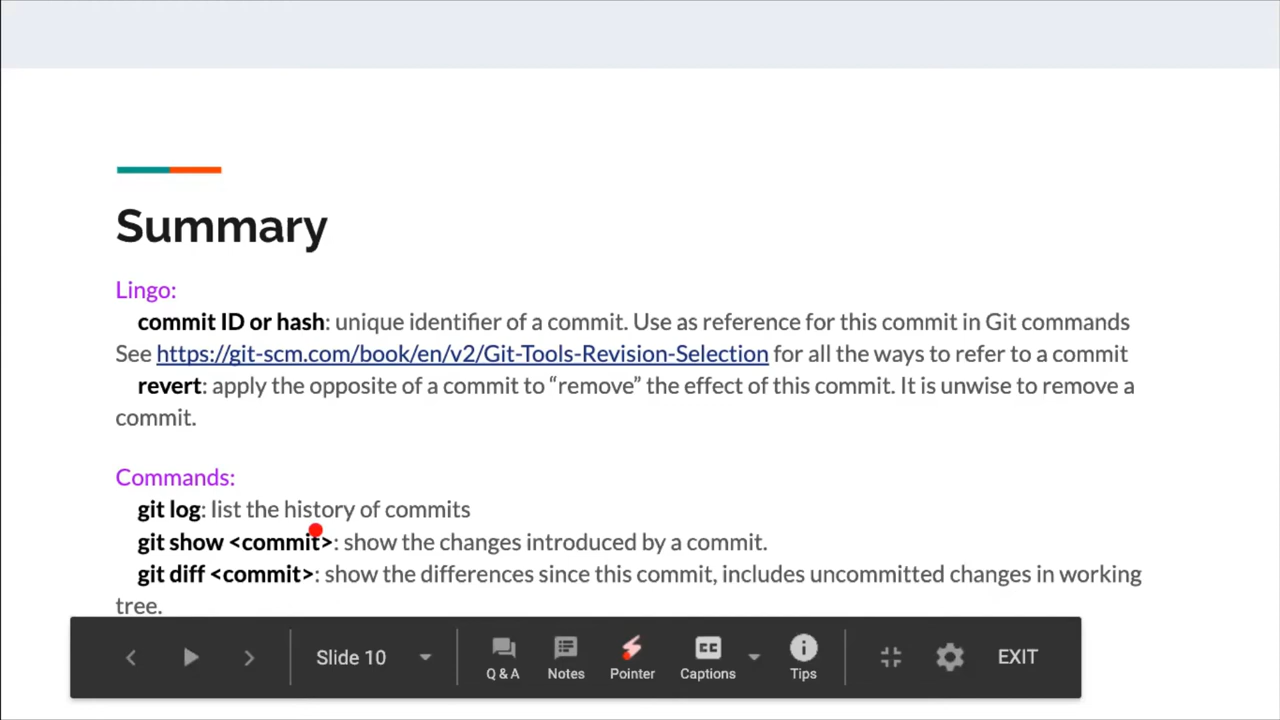 Summary
Lingo:
commit ID or hash: unique identifier of a commit. Use as reference for this commit in Git commands
See https://git-scm.com/book/en/v2/Git-Tools-Revision-Selection for all the ways to refer to a commit
revert: apply the opposite of a commit to “remove” the effect of this commit. It is unwise to remove a
commit.
Commands:
git log: list the history of commits
git show <commit>: show the changes introduced by a commit.
git diff <commit>: show the differences since this commit, includes uncommitted changes in working
tree.
Slide 10
Q & A
Notes
Pointer
CC
Captions
Tips
EXIT